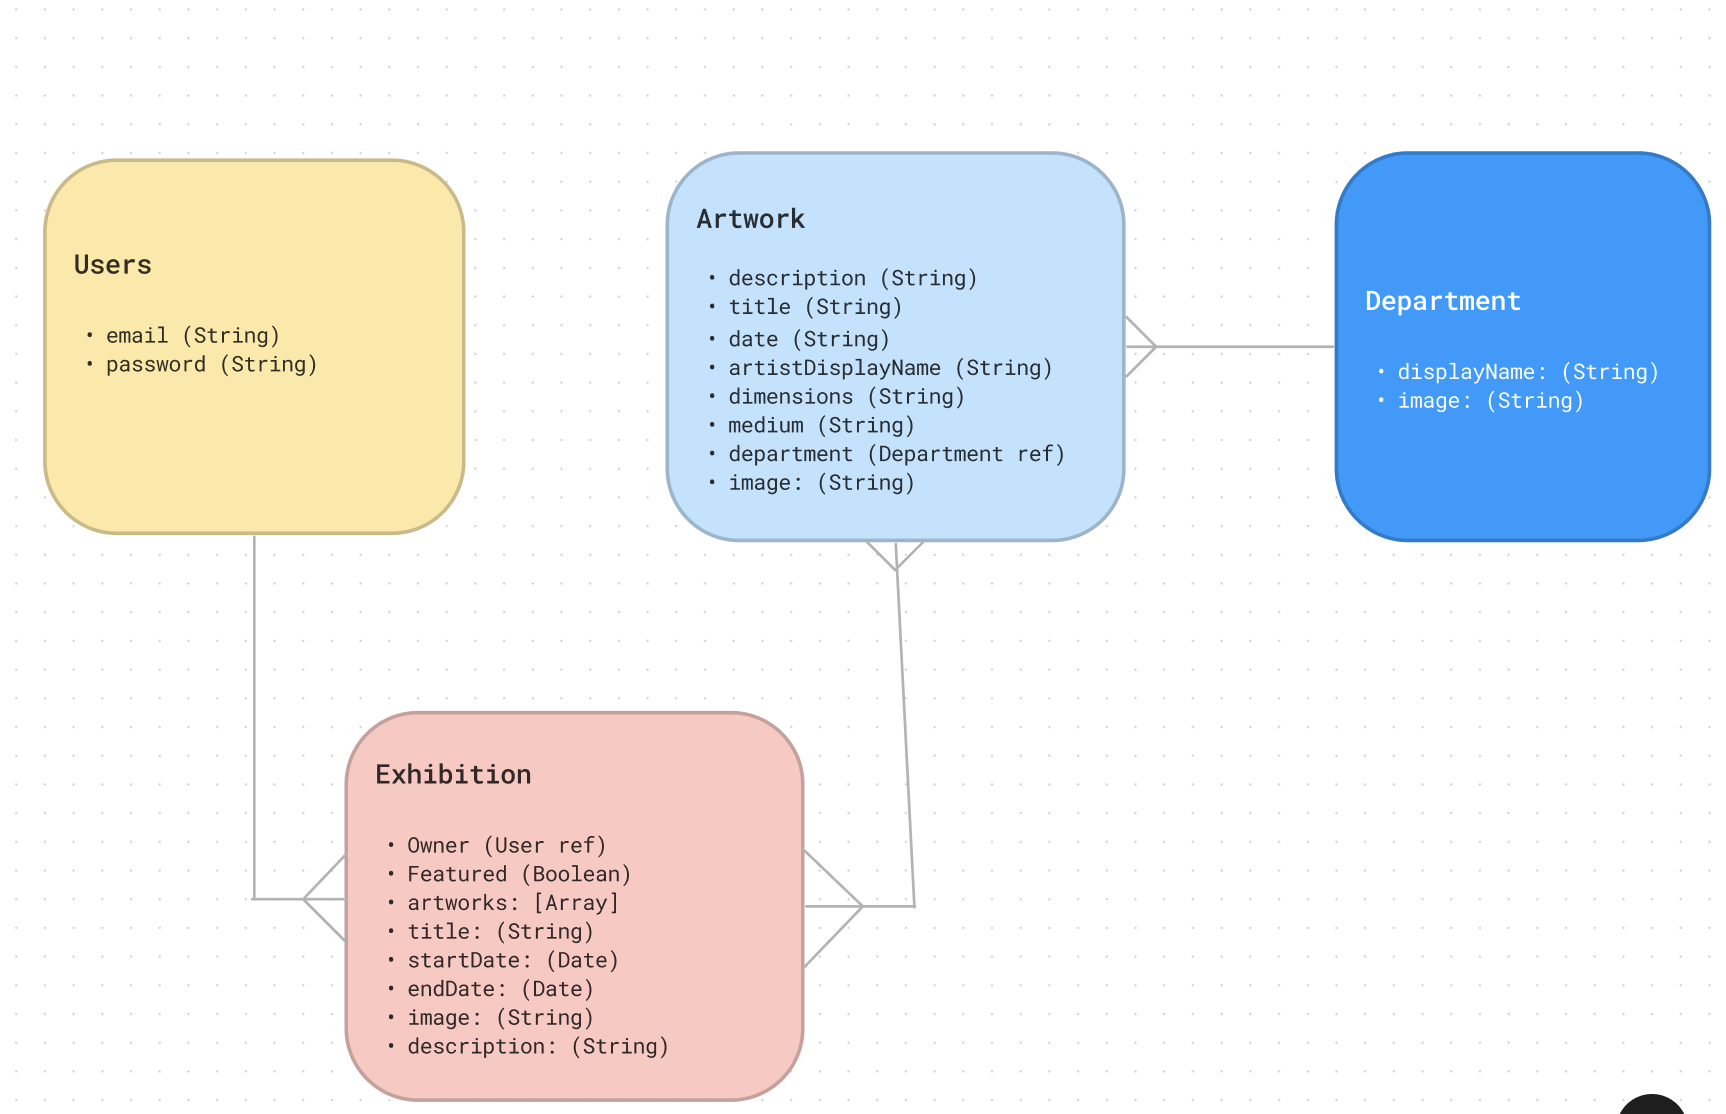 Users
• email (String)
• password (String)
Artwork
• description (String)
• title (String)
• date (String)
• artistDisplayName (String)
• dimensions (String)
• medium (String)
• department (Department ref)
• image: (String)
Department
• displayName: (String)
• image: (String)
Exhibition
• Owner (User ref)
• Featured (Boolean)
• artworks: [Array]
• title: (String)
• startDate: (Date)
• endDate: (Date)
• image: (String)
• description: (String)